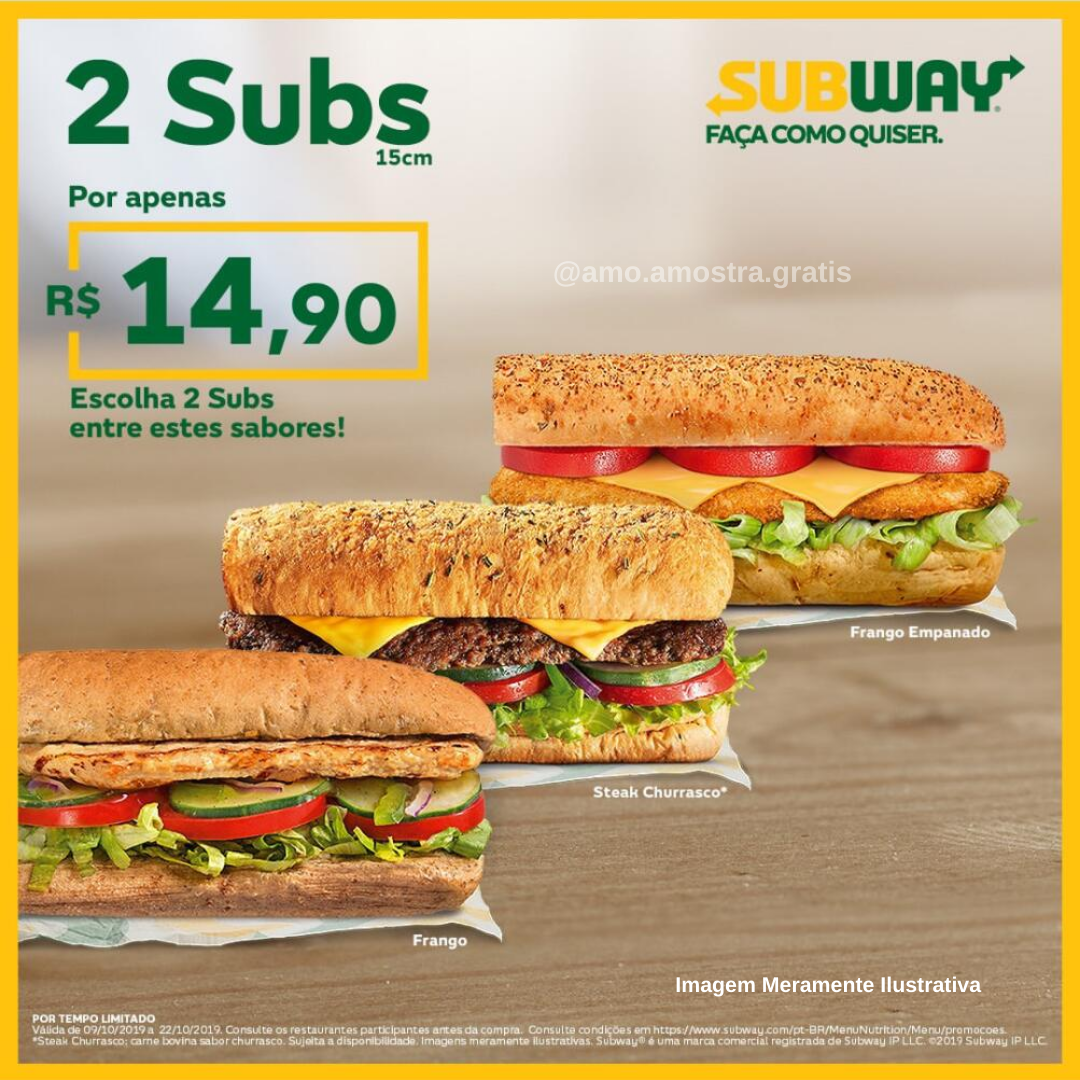 2 Subs
15cm
SUBWAY®
FAÇA COMO QUISER.
Por apenas
R$ 14,90
@amo.amostra.gratis
Escolha 2 Subs
entre estes sabores!
Frango Empanado
Steak Churrasco*
Frango
Imagem Meramente Ilustrativa
POR TEMPO LIMITADO
Válida de 09/10/2019 a 22/10/2019. Consulte os restaurantes participantes antes da compra. Consulte condições em https://www.subway.com/pt-BR/MenuNutrition/Menu/promocoes.
*Steak Churrasco; carne bovina sabor churrasco. Sujeita a disponibilidade. Imagens meramente ilustrativas. Subway® é uma marca comercial registrada de Subway IP LLC. ©2019 Subway IP LLC.